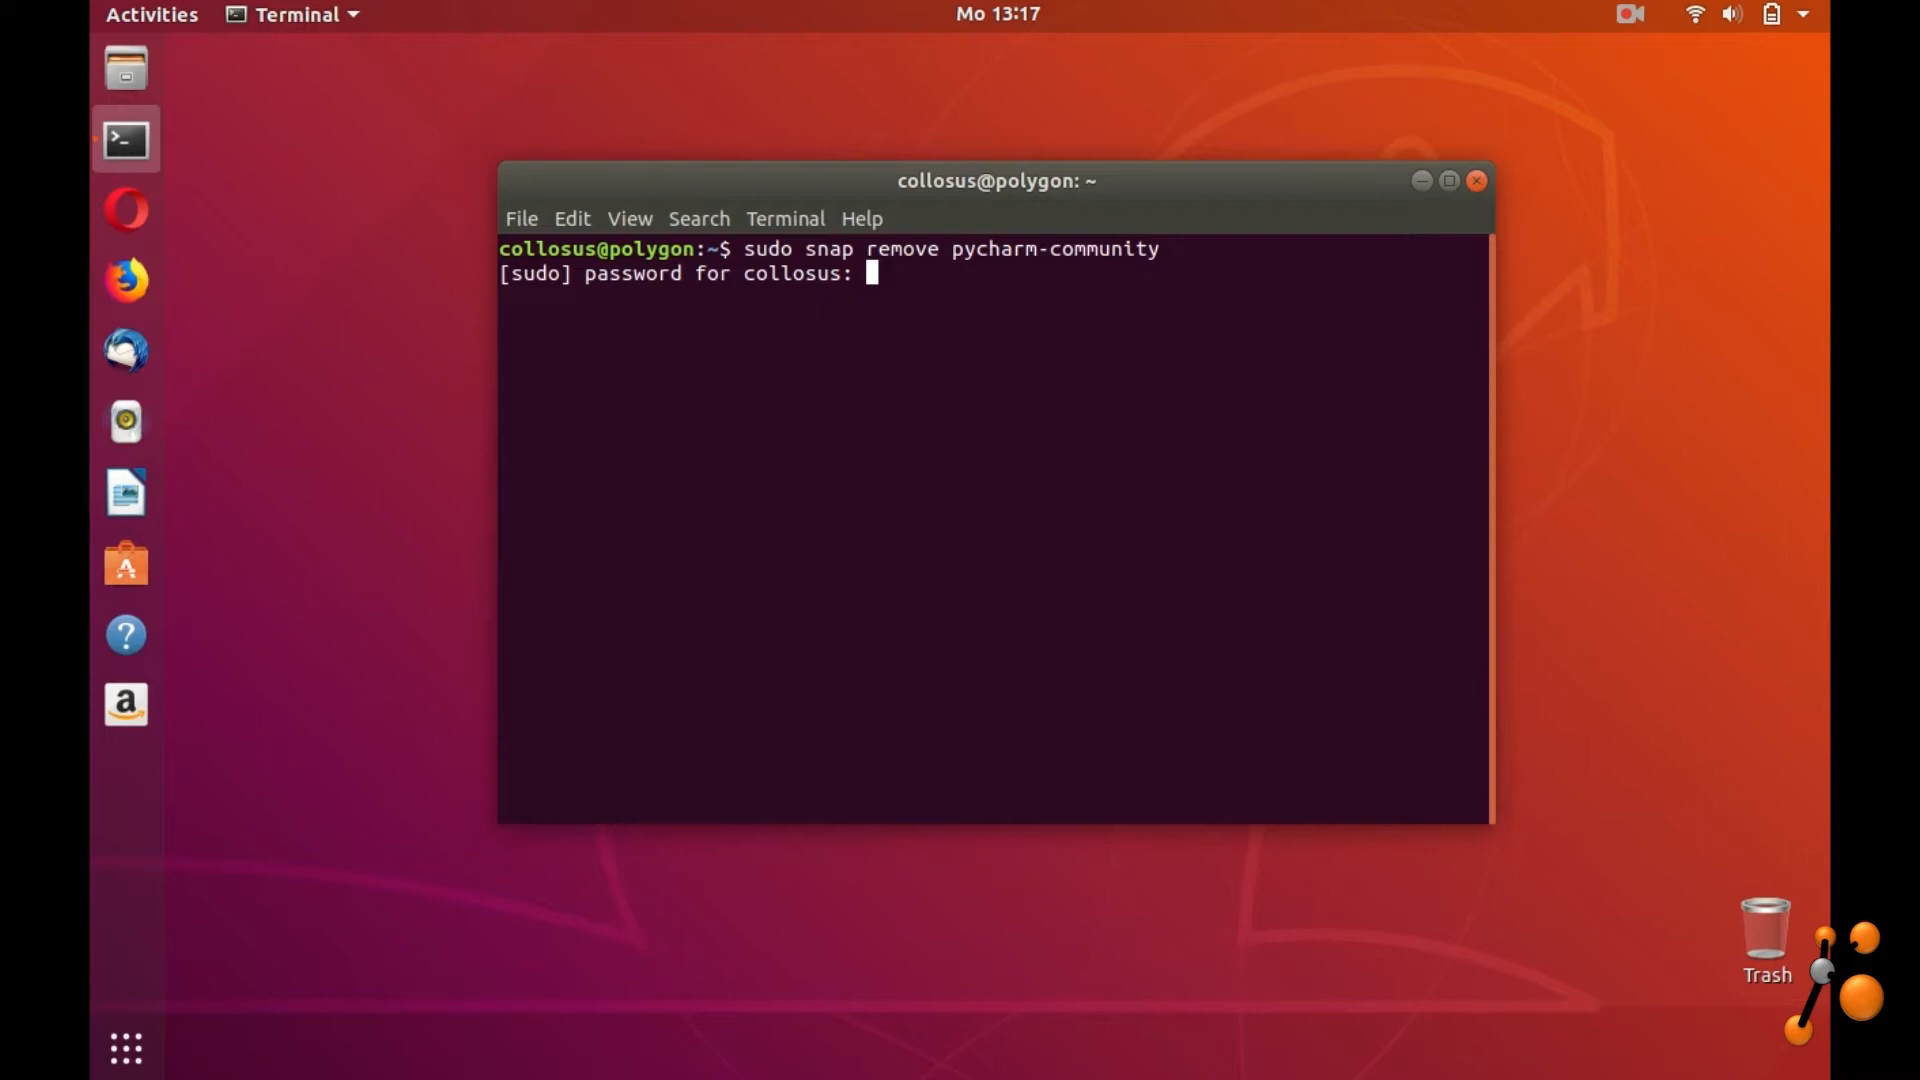 Activities Terminal Mo 13:17
collosus@polygon: ~
File Edit View Search Terminal Help
collosus@polygon:~$ sudo snap remove pycharm-community
[sudo] password for collosus:
Trash